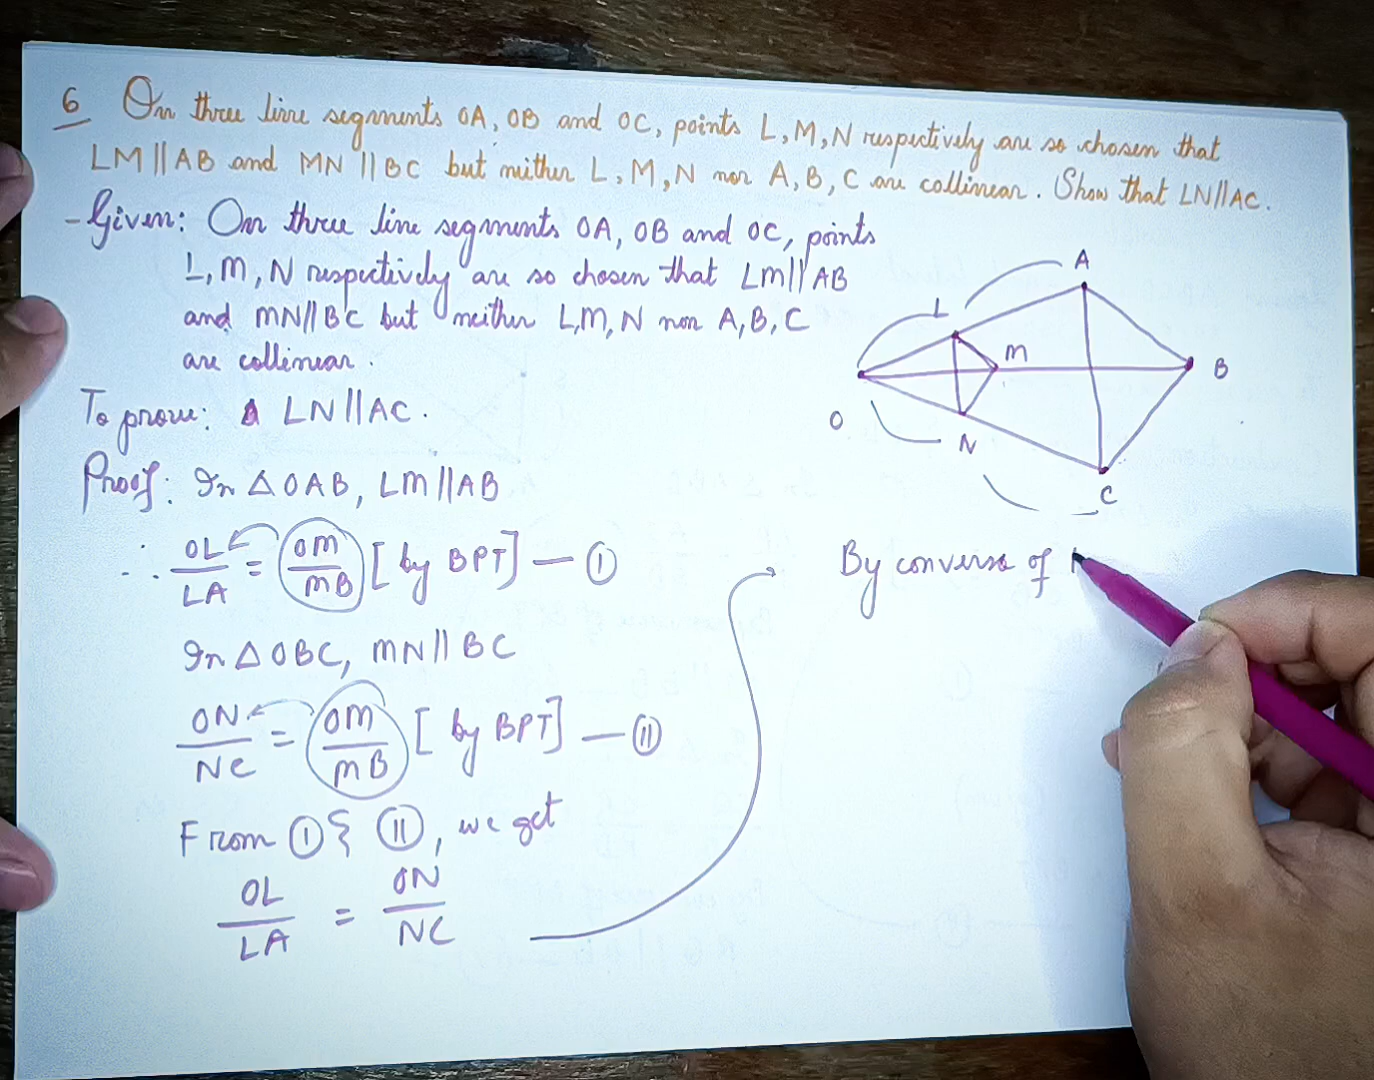 6 On three line segments OA, OB and OC, points L, M, N respectively are so chosen that
LM || AB and MN || BC but neither L, M, N nor A, B, C are collinear. Show that LN||AC.
- Given: On three line segments OA, OB and OC, points
L, M, N respectively are so chosen that LM||AB
and MN||BC but neither L,M,N nor A,B,C
are collinear.
To prove: LN||AC.
Proof: In △OAB, LM||AB
∴ OL/LA = OM/MB [by BPT] — (I)
In △OBC, MN||BC
ON/NC = OM/MB [by BPT] — (II)
From (I) & (II), we get
OL/LA = ON/NC
A
L
M
B
O
N
C
By converse of